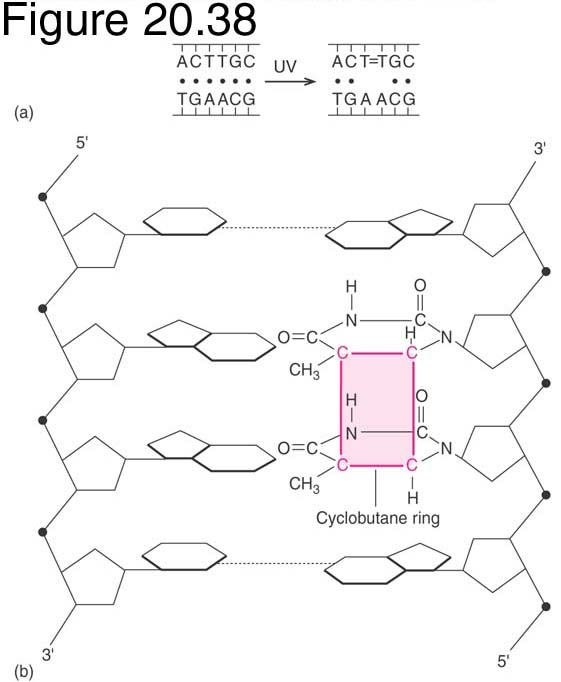 Figure 20.38
ACTTGC UV ACT=TGC
TGAACG TGAACG
(a)
5' 3'
H O
N C
O=C H N
C C
CH3
H O
N C
O=C N
C C
CH3 H
Cyclobutane ring
3' 5'
(b)